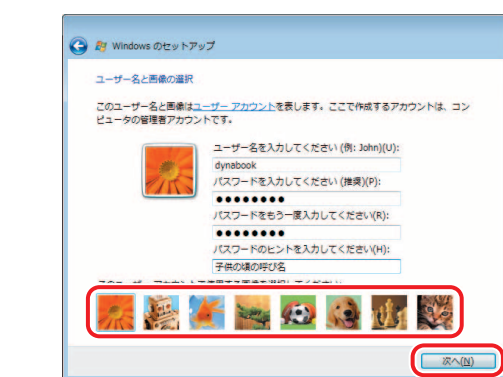 Windows のセットアップ
ユーザー名と画像の選択
このユーザー名と画像はユーザー アカウントを表します。ここで作成するアカウントは、コン
ピュータの管理者アカウントです。
ユーザー名を入力してください (例: John)(U):
dynabook
パスワードを入力してください (推奨)(P):
●●●●●●●●
パスワードをもう一度入力してください(R):
●●●●●●●●
パスワードのヒントを入力してください(H):
子供の頃の呼び名
次へ(N)